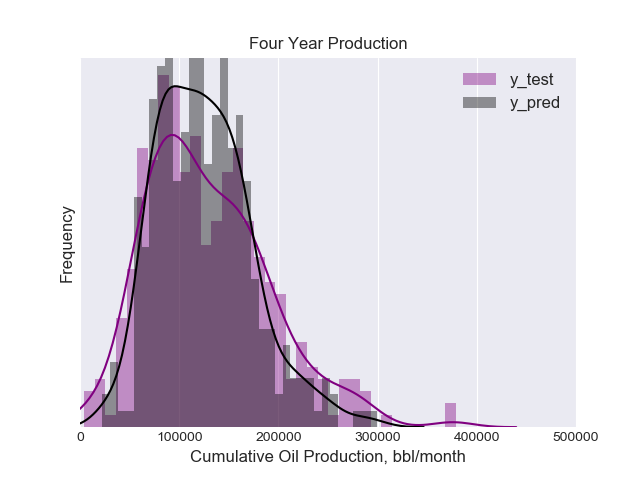 Four Year Production
y_test
y_pred
Frequency
0 100000 200000 300000 400000 500000
Cumulative Oil Production, bbl/month